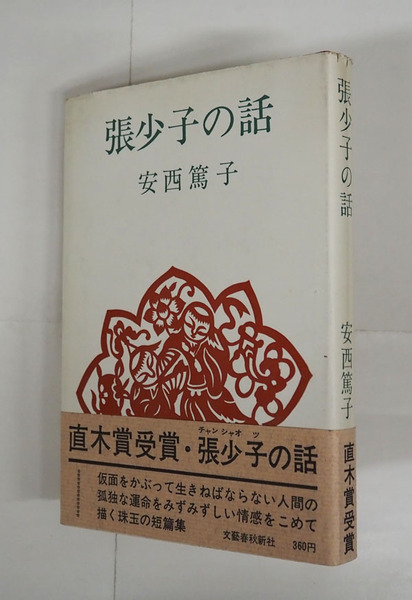 張少子の話
安西篤子
チャン シャオ ツ
直木賞受賞・張少子の話
仮面をかぶって生きねばならない人間の
孤独な運命をみずみずしい情感をこめて
描く珠玉の短篇集
文藝春秋新社
360円
張少子の話
安西篤子
直木賞受賞